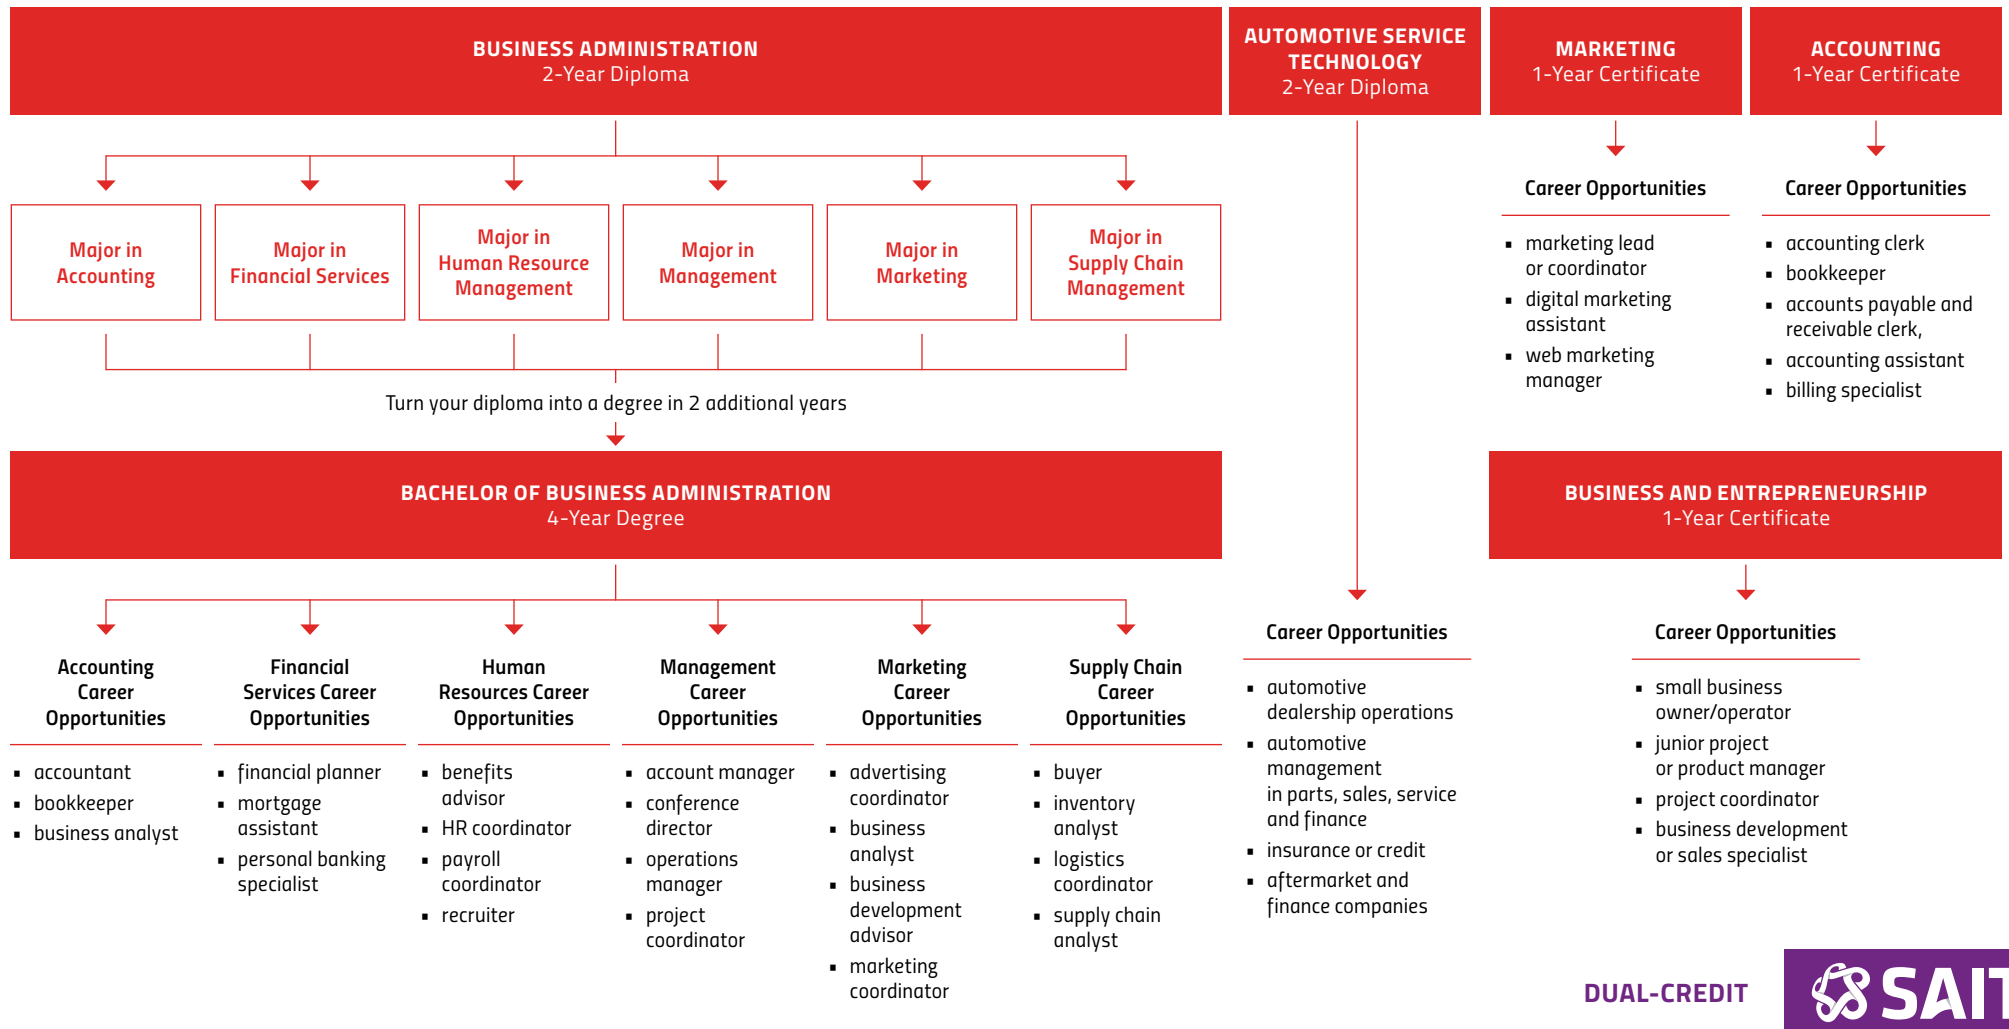 BUSINESS ADMINISTRATION
2-Year Diploma
AUTOMOTIVE SERVICE
TECHNOLOGY
2-Year Diploma
MARKETING
1-Year Certificate
ACCOUNTING
1-Year Certificate
Major in
Accounting
Major in
Financial Services
Major in
Human Resource
Management
Major in
Management
Major in
Marketing
Major in
Supply Chain
Management
Turn your diploma into a degree in 2 additional years
Career Opportunities
▪ marketing lead
or coordinator
▪ digital marketing
assistant
▪ web marketing
manager
Career Opportunities
▪ accounting clerk
▪ bookkeeper
▪ accounts payable and
receivable clerk,
▪ accounting assistant
▪ billing specialist
BACHELOR OF BUSINESS ADMINISTRATION
4-Year Degree
BUSINESS AND ENTREPRENEURSHIP
1-Year Certificate
Accounting
Career
Opportunities
▪ accountant
▪ bookkeeper
▪ business analyst
Financial
Services Career
Opportunities
▪ financial planner
▪ mortgage
assistant
▪ personal banking
specialist
Human
Resources Career
Opportunities
▪ benefits
advisor
▪ HR coordinator
▪ payroll
coordinator
▪ recruiter
Management
Career
Opportunities
▪ account manager
▪ conference
director
▪ operations
manager
▪ project
coordinator
Marketing
Career
Opportunities
▪ advertising
coordinator
▪ business
analyst
▪ business
development
advisor
▪ marketing
coordinator
Supply Chain
Career
Opportunities
▪ buyer
▪ inventory
analyst
▪ logistics
coordinator
▪ supply chain
analyst
Career Opportunities
▪ automotive
dealership operations
▪ automotive
management
in parts, sales, service
and finance
▪ insurance or credit
▪ aftermarket and
finance companies
Career Opportunities
▪ small business
owner/operator
▪ junior project
or product manager
▪ project coordinator
▪ business development
or sales specialist
DUAL-CREDIT
SAIT